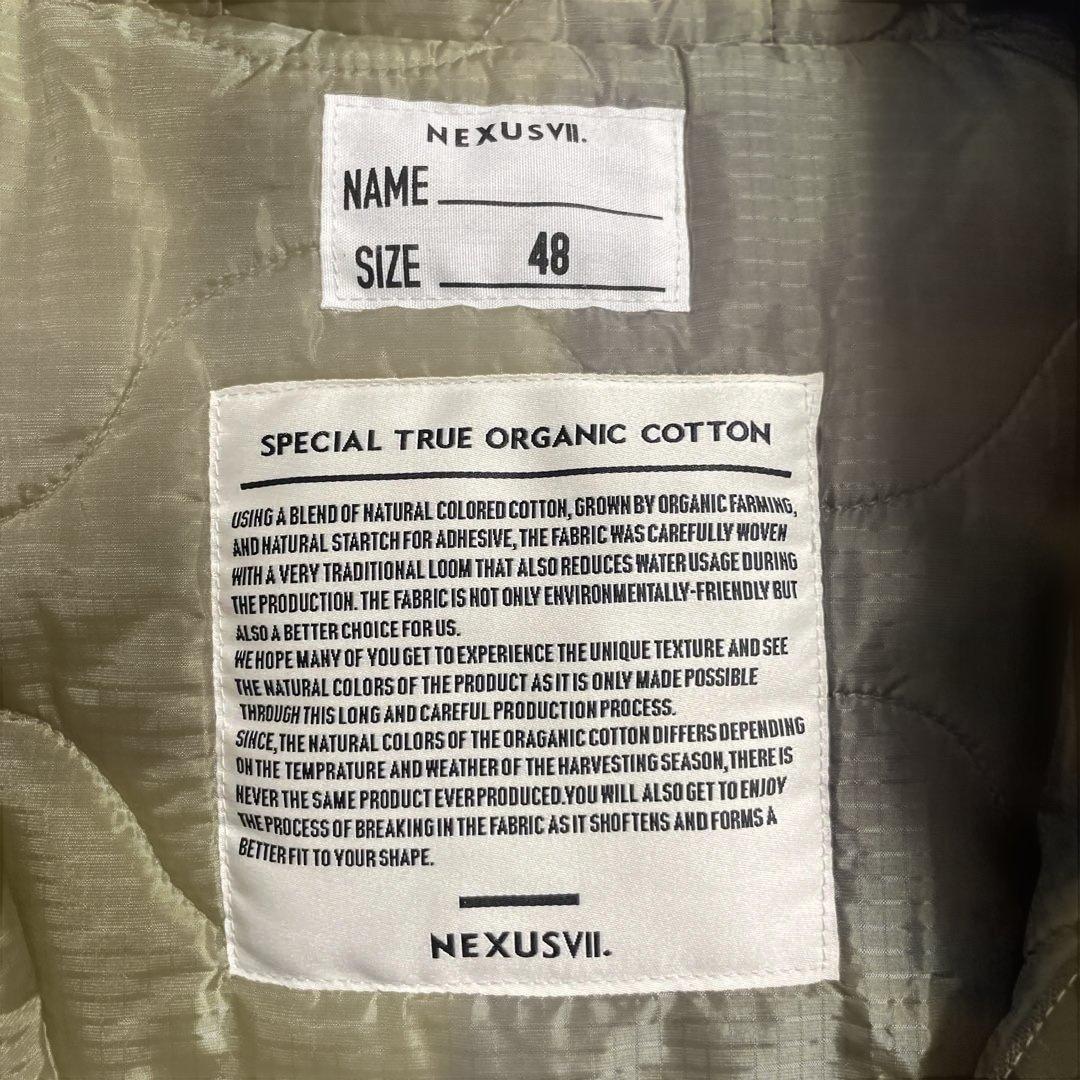 NEXUSVII.
NAME
SIZE 48
SPECIAL TRUE ORGANIC COTTON
USING A BLEND OF NATURAL COLORED COTTON, GROWN BY ORGANIC FARMING,
AND NATURAL STARTCH FOR ADHESIVE, THE FABRIC WAS CAREFULLY WOVEN
WITH A VERY TRADITIONAL LOOM THAT ALSO REDUCES WATER USAGE DURING
THE PRODUCTION. THE FABRIC IS NOT ONLY ENVIRONMENTALLY-FRIENDLY BUT
ALSO A BETTER CHOICE FOR US.
WE HOPE MANY OF YOU GET TO EXPERIENCE THE UNIQUE TEXTURE AND SEE
THE NATURAL COLORS OF THE PRODUCT AS IT IS ONLY MADE POSSIBLE
THROUGH THIS LONG AND CAREFUL PRODUCTION PROCESS.
SINCE, THE NATURAL COLORS OF THE ORAGANIC COTTON DIFFERS DEPENDING
ON THE TEMPRATURE AND WEATHER OF THE HARVESTING SEASON, THERE IS
NEVER THE SAME PRODUCT EVER PRODUCED. YOU WILL ALSO GET TO ENJOY
THE PROCESS OF BREAKING IN THE FABRIC AS IT SHOFTENS AND FORMS A
BETTER FIT TO YOUR SHAPE.
NEXUSVII.